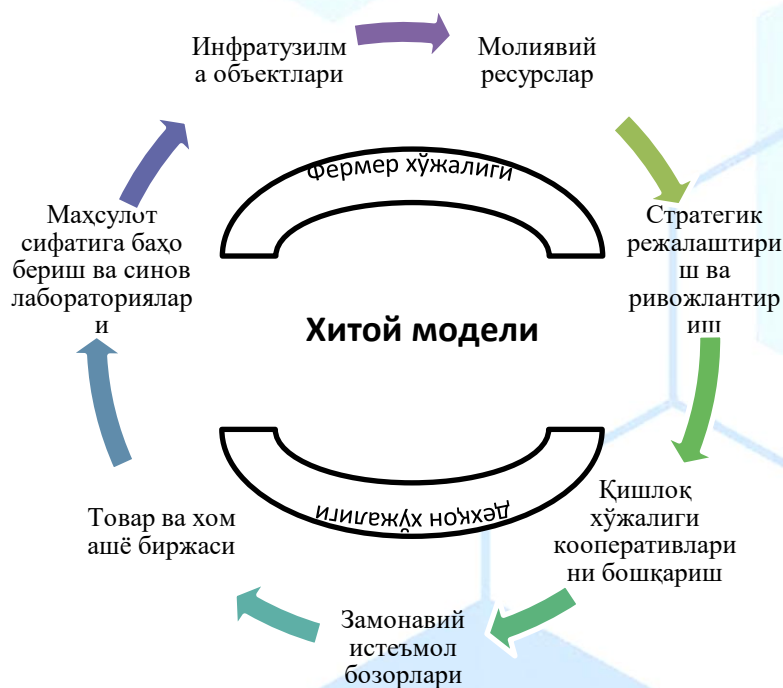 Инфратузилм
а объектлари
Молиявий
ресурслар
Стратегик
режалаштири
ш ва
ривожлантир
иш
Қишлоқ
хўжалиги
кооперативлари
ни бошқариш
Замонавий
истеъмол
бозорлари
Товар ва хом
ашё биржаси
Маҳсулот
сифатига баҳо
бериш ва синов
лабораториялар
и
Фермер хўжалиги
Хитой модели
деҳқон хўжалиги